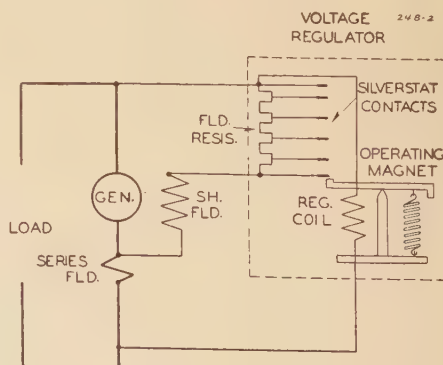 VOLTAGE 248-2
REGULATOR
SILVERSTAT
CONTACTS
FLD.
RESIS.
OPERATING
MAGNET
GEN.
SH.
FLD.
REG.
COIL
LOAD
SERIES
FLD.